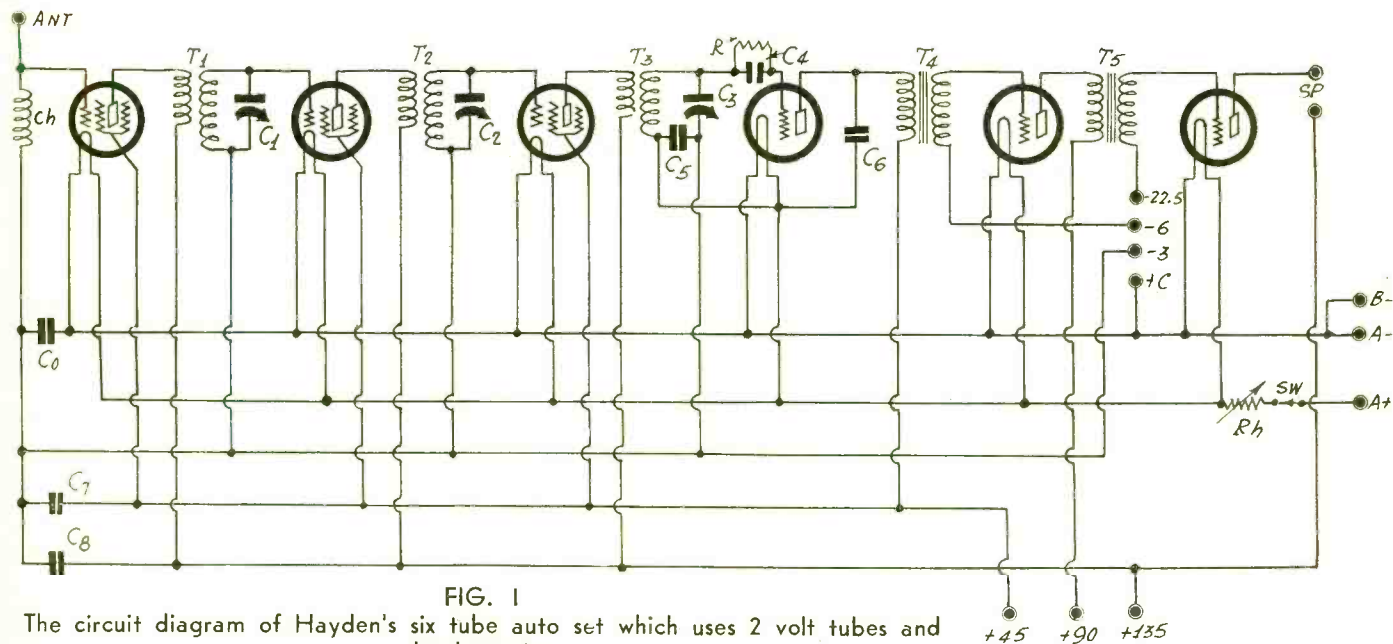 ANT
T1
T2
T3
R
C4
T4
T5
SP
Ch
C1
C2
C3
C5
C6
-22.5
-6
-3
+C
B-
A-
C0
SW
A+
Rh
C7
C8
FIG. I
The circuit diagram of Hayden's six tube auto set which uses 2 volt tubes and
+45 +90 +135